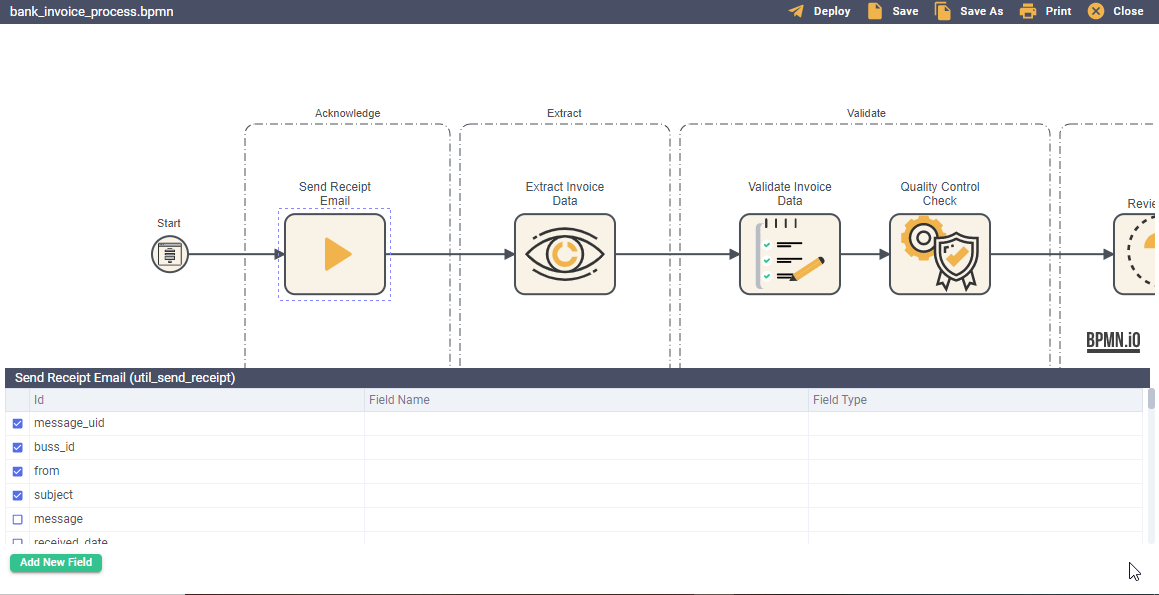 bank_invoice_process.bpmn
Deploy
Save
Save As
Print
Close
Acknowledge
Extract
Validate
Send Receipt
Email
Extract Invoice
Data
Validate Invoice
Data
Quality Control
Check
Start
BPMN.iO
Send Receipt Email (util_send_receipt)
Id
Field Name
Field Type
message_uid
buss_id
from
subject
message
received_date
Add New Field